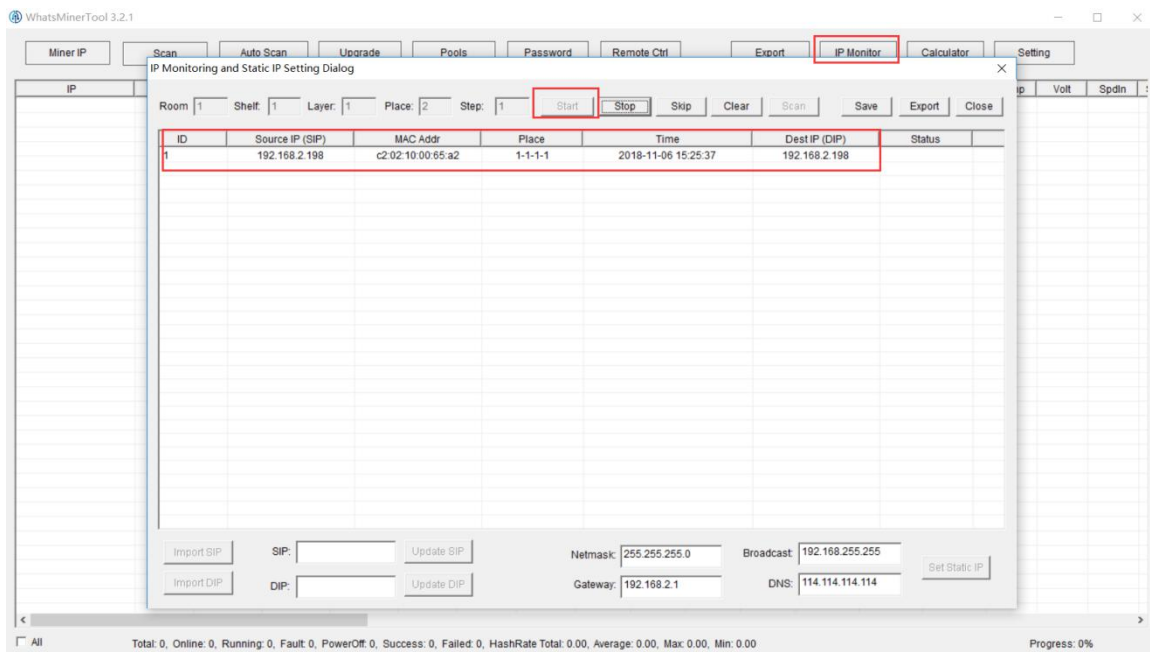 WhatsMinerTool 3.2.1
Miner IP Scan Auto Scan Upgrade Pools Password Remote Ctrl Export IP Monitor Calculator Setting
IP Monitoring and Static IP Setting Dialog
IP Volt SpdIn
Room 1 Shelf: 1 Layer: 1 Place: 2 Step: 1 Start Stop Skip Clear Scan Save Export Close
ID Source IP (SIP) MAC Addr Place Time Dest IP (DIP) Status
1 192.168.2.198 c2:02:10:00:65:a2 1-1-1-1 2018-11-06 15:25:37 192.168.2.198
Import SIP SIP: Update SIP Netmask: 255.255.255.0 Broadcast: 192.168.255.255
Set Static IP
Import DIP DIP: Update DIP Gateway: 192.168.2.1 DNS: 114.114.114.114
All Total: 0, Online: 0, Running: 0, Fault: 0, PowerOff: 0, Success: 0, Failed: 0, HashRate Total: 0.00, Average: 0.00, Max: 0.00, Min: 0.00 Progress: 0%